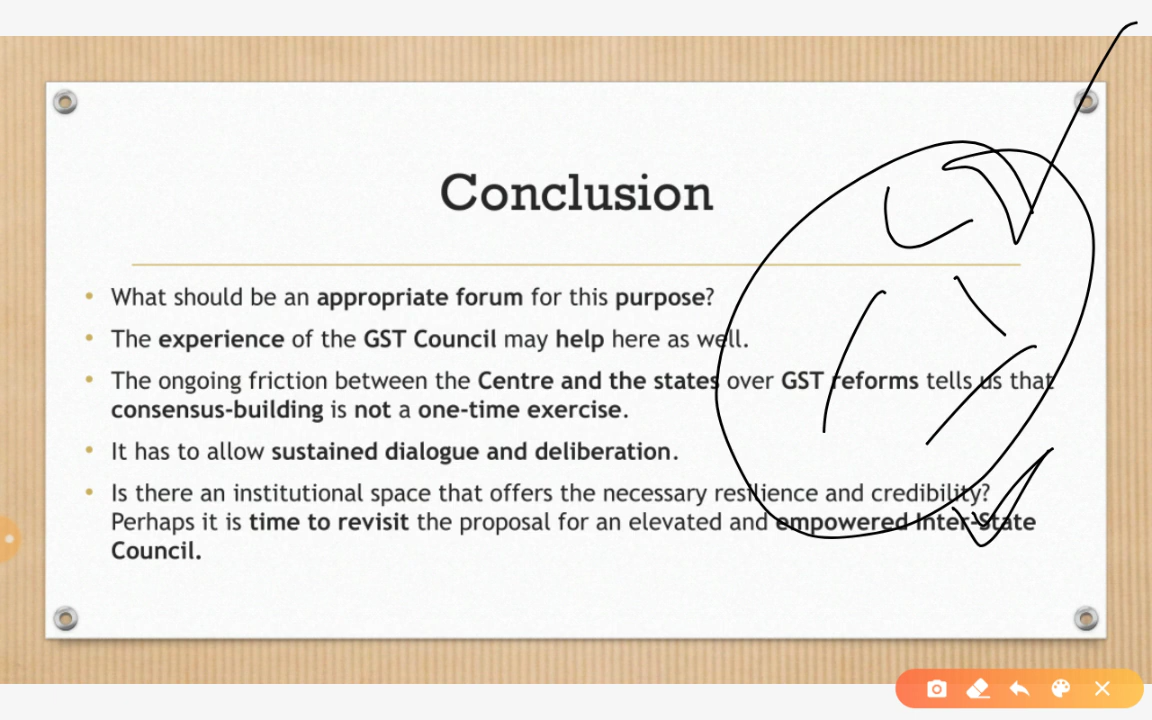 Conclusion
• What should be an appropriate forum for this purpose?
• The experience of the GST Council may help here as well.
• The ongoing friction between the Centre and the states over GST reforms tells us that
consensus-building is not a one-time exercise.
• It has to allow sustained dialogue and deliberation.
• Is there an institutional space that offers the necessary resilience and credibility?
Perhaps it is time to revisit the proposal for an elevated and empowered Inter-State
Council.